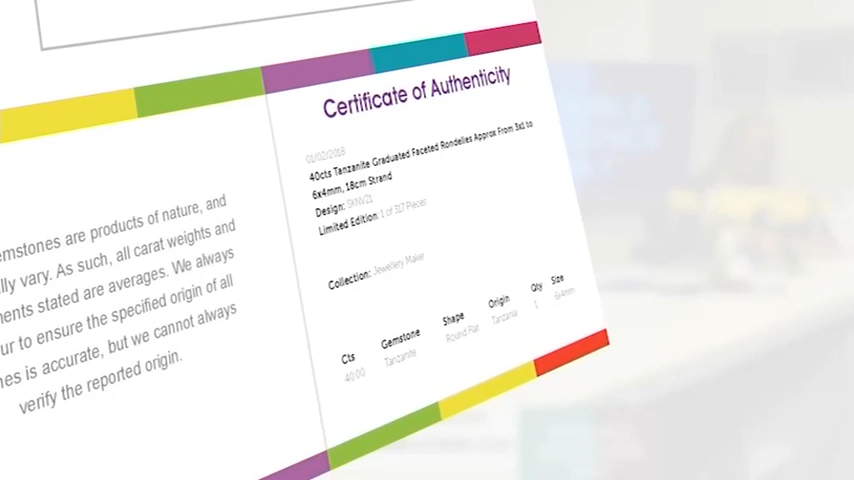 emstones are products of nature, and
lly vary. As such, all carat weights and
ents stated are averages. We always
ur to ensure the specified origin of all
es is accurate, but we cannot always
verify the reported origin.
Certificate of Authenticity
01/02/2018
40cts Tanzanite Graduated Faceted Rondelles Approx From 3x1 to
6x4mm, 18cm Strand
Design: SKNV21
Limited Edition: 1 of 317 Pieces
Collection: Jewellery Maker
Cts Gemstone Shape Origin Qty Size
40.00 Tanzanite Round Flat Tanzania 1 6x4mm